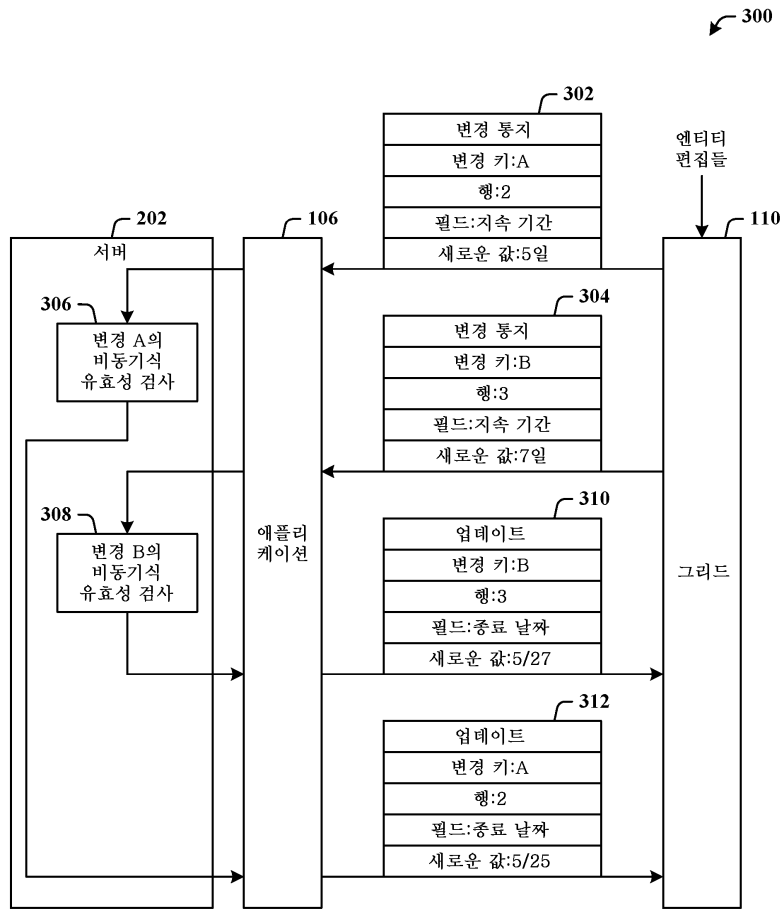 300
302
변경 통지
변경 키:A
행:2
필드:지속 기간
새로운 값:5일
엔티티
편집들
202
서버
106
110
306
변경 A의
비동기식
유효성 검사
304
변경 통지
변경 키:B
행:3
필드:지속 기간
새로운 값:7일
308
변경 B의
비동기식
유효성 검사
애플리
케이션
310
업데이트
변경 키:B
행:3
필드:종료 날짜
새로운 값:5/27
그리드
312
업데이트
변경 키:A
행:2
필드:종료 날짜
새로운 값:5/25